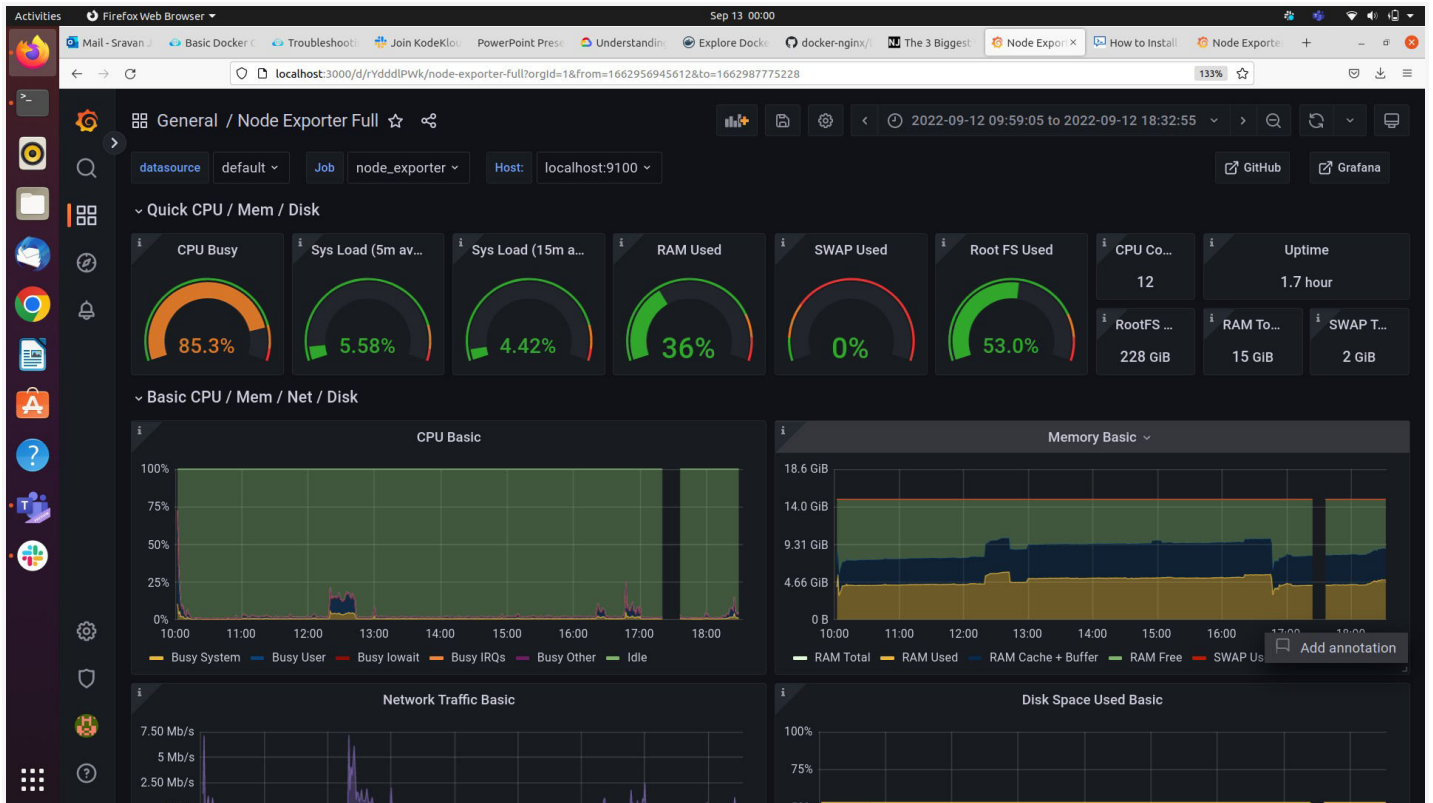 Activities Firefox Web Browser Sep 13 00:00
Mail - Sravan J Basic Docker C Troubleshooti Join KodeKlou PowerPoint Prese Understanding Explore Docke docker-nginx/ The 3 Biggest Node Export How to Install Node Exporte
localhost:3000/d/rYdddlPWk/node-exporter-full?orgId=1&from=1662956945612&to=1662987775228 133%
General / Node Exporter Full 2022-09-12 09:59:05 to 2022-09-12 18:32:55
datasource default Job node_exporter Host: localhost:9100 GitHub Grafana
Quick CPU / Mem / Disk
CPU Busy Sys Load (5m av... Sys Load (15m a... RAM Used SWAP Used Root FS Used CPU Co... Uptime
12 1.7 hour
RootFS ... RAM To... SWAP T...
85.3% 5.58% 4.42% 36% 0% 53.0% 228 GiB 15 GiB 2 GiB
Basic CPU / Mem / Net / Disk
CPU Basic
100%
75%
50%
25%
0%
10:00 11:00 12:00 13:00 14:00 15:00 16:00 17:00 18:00
Busy System Busy User Busy Iowait Busy IRQs Busy Other Idle
Memory Basic
18.6 GiB
14.0 GiB
9.31 GiB
4.66 GiB
0 B
10:00 11:00 12:00 13:00 14:00 15:00 16:00 17:00 18:00
RAM Total RAM Used RAM Cache + Buffer RAM Free SWAP Us
Add annotation
Network Traffic Basic
7.50 Mb/s
5 Mb/s
2.50 Mb/s
Disk Space Used Basic
100%
75%